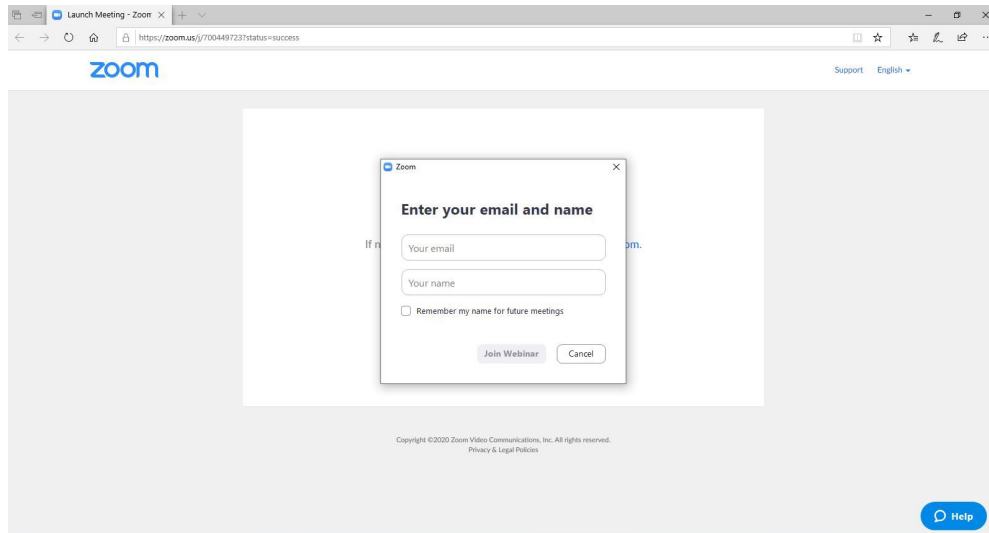 Launch Meeting - Zoom
https://zoom.us/j/700449723?status=success
zoom
Support English
Zoom
Enter your email and name
If n
om.
Your email
Your name
Remember my name for future meetings
Join Webinar Cancel
Copyright ©2020 Zoom Video Communications, Inc. All rights reserved.
Privacy & Legal Policies
Help